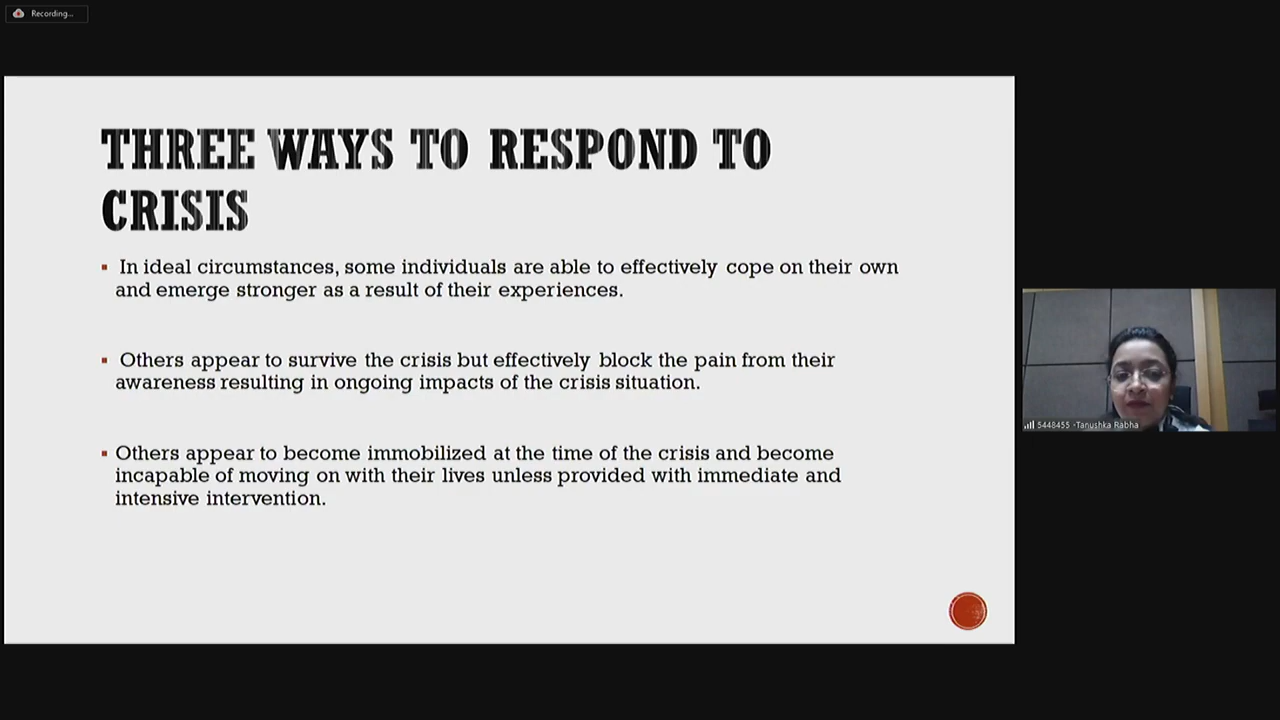 Recording...
THREE WAYS TO RESPOND TO
CRISIS
In ideal circumstances, some individuals are able to effectively cope on their own
and emerge stronger as a result of their experiences.
Others appear to survive the crisis but effectively block the pain from their
awareness resulting in ongoing impacts of the crisis situation.
Others appear to become immobilized at the time of the crisis and become
incapable of moving on with their lives unless provided with immediate and
intensive intervention.
5448455 -Tanushka Rabha